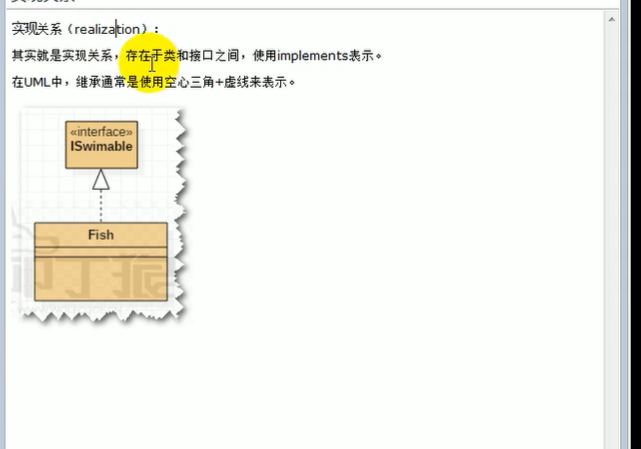 实现关系（realization）：
其实就是实现关系，存在于类和接口之间，使用implements表示。
在UML中，继承通常是使用空心三角+虚线来表示。
«interface»
ISwimable
Fish